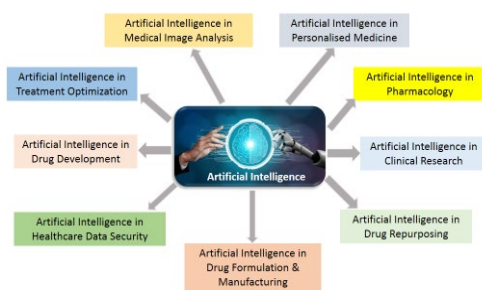 Artificial Intelligence in
Medical Image Analysis
Artificial Intelligence in
Personalised Medicine
Artificial Intelligence in
Treatment Optimization
Artificial Intelligence in
Pharmacology
Artificial Intelligence in
Drug Development
Artificial Intelligence
Artificial Intelligence in
Clinical Research
Artificial Intelligence in
Healthcare Data Security
Artificial Intelligence in
Drug Repurposing
Artificial Intelligence in
Drug Formulation &
Manufacturing